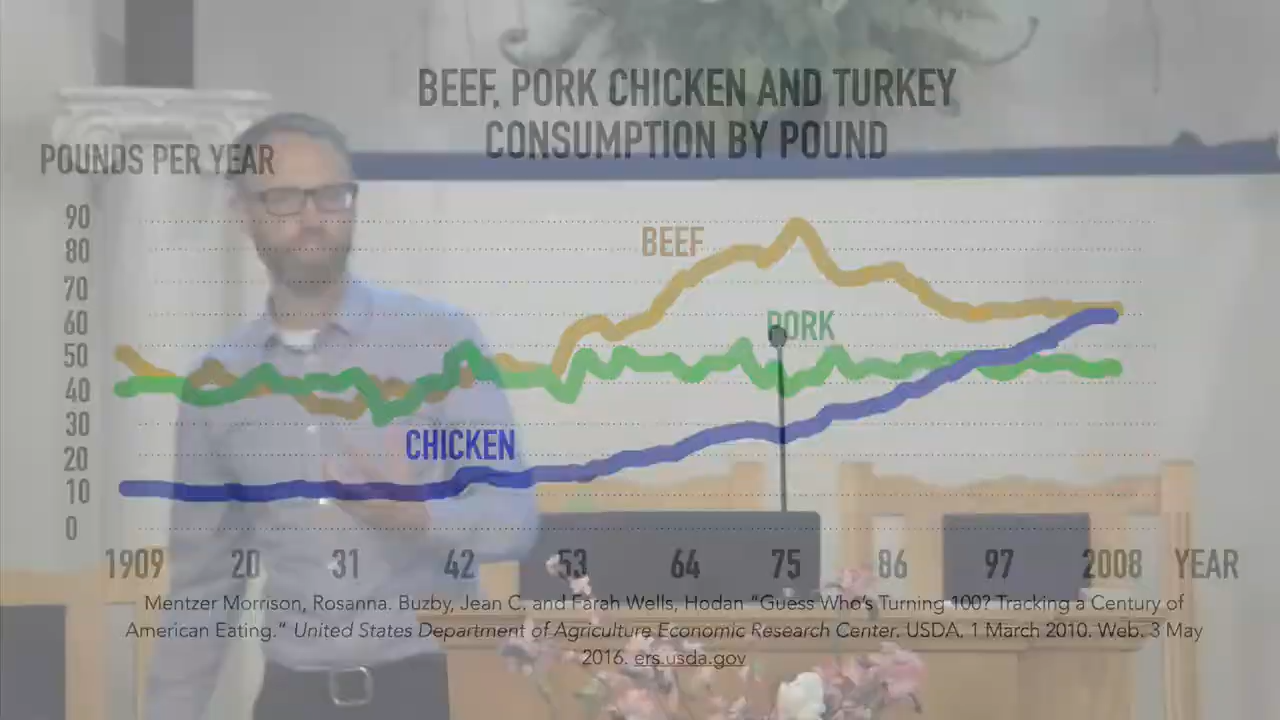 BEEF, PORK CHICKEN AND TURKEY
CONSUMPTION BY POUND
POUNDS PER YEAR
90
80
70
60
50
40
30
20
10
0
BEEF
PORK
CHICKEN
1909 20 31 42 53 64 75 86 97 2008 YEAR
Mentzer Morrison, Rosanna. Buzby, Jean C. and Farah Wells, Hodan "Guess Who's Turning 100? Tracking a Century of
American Eating." United States Department of Agriculture Economic Research Center. USDA, 1 March 2010. Web. 3 May
2016. ers.usda.gov